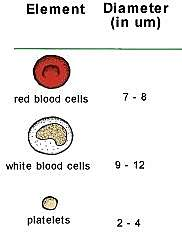 Element Diameter
(in um)
red blood cells 7 - 8
white blood cells 9 - 12
platelets 2 - 4